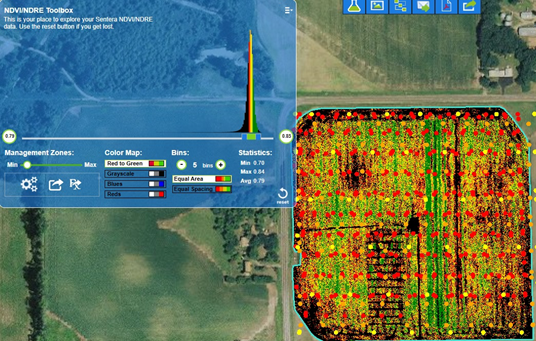 NDVI/NDRE Toolbox
This is your place to explore your Sentera NDVI/NDRE
data. Use the reset button if you get lost.
0.79 0.85
Management Zones: Color Map: Bins: Statistics:
Min Max Red to Green - 5 bins + Min 0.70
Grayscale Equal Area Max 0.84
Blues Equal Spacing Avg 0.79
Reds reset